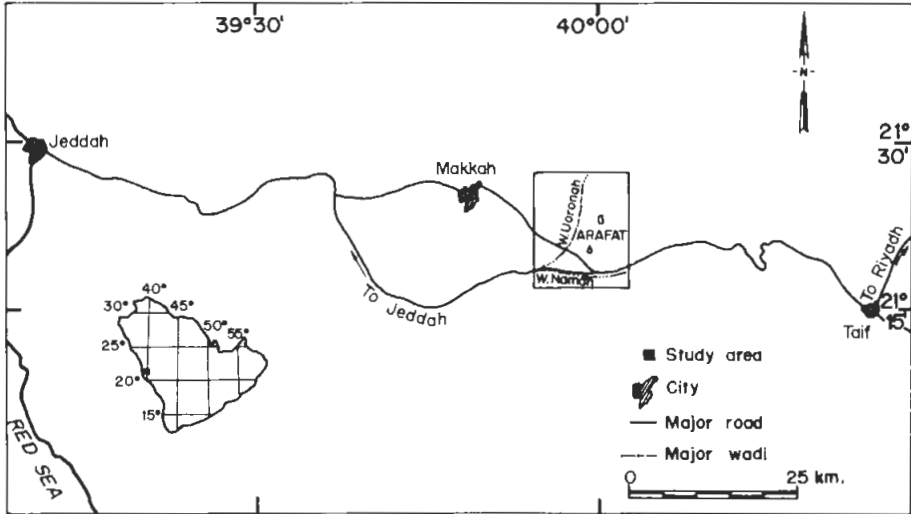 39°30'
40°00'
N
Jeddah
21°
30'
Makkah
W.Uoronah
ARAFAT
W. Naman
To Jeddah
To Riyadh
21°
15'
Taif
40°
30°
45°
50°
55°
25°
20°
15°
RED SEA
Study area
City
Major road
Major wadi
0
25 km.